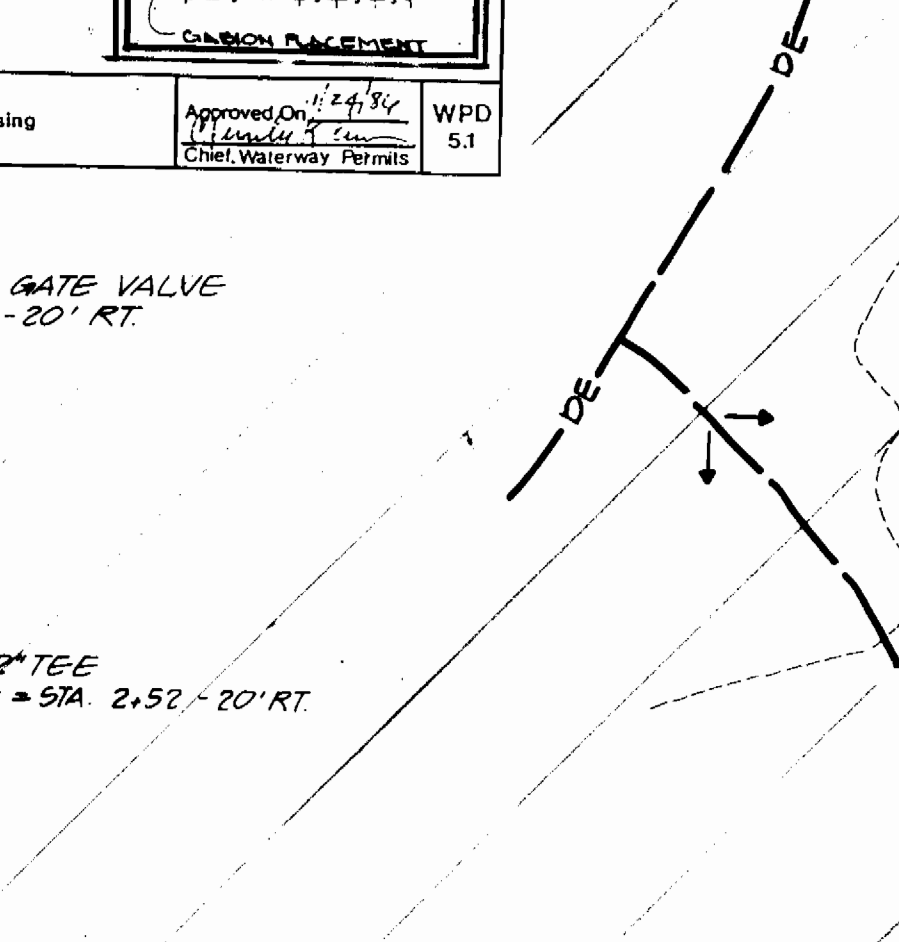 GABION PLACEMENT
sing
Approved On 1/24/84
Chief, Waterway Permits
WPD
5.1
DE
GATE VALVE
-20' RT.
DE
2" TEE
= STA. 2+52 - 20' RT.